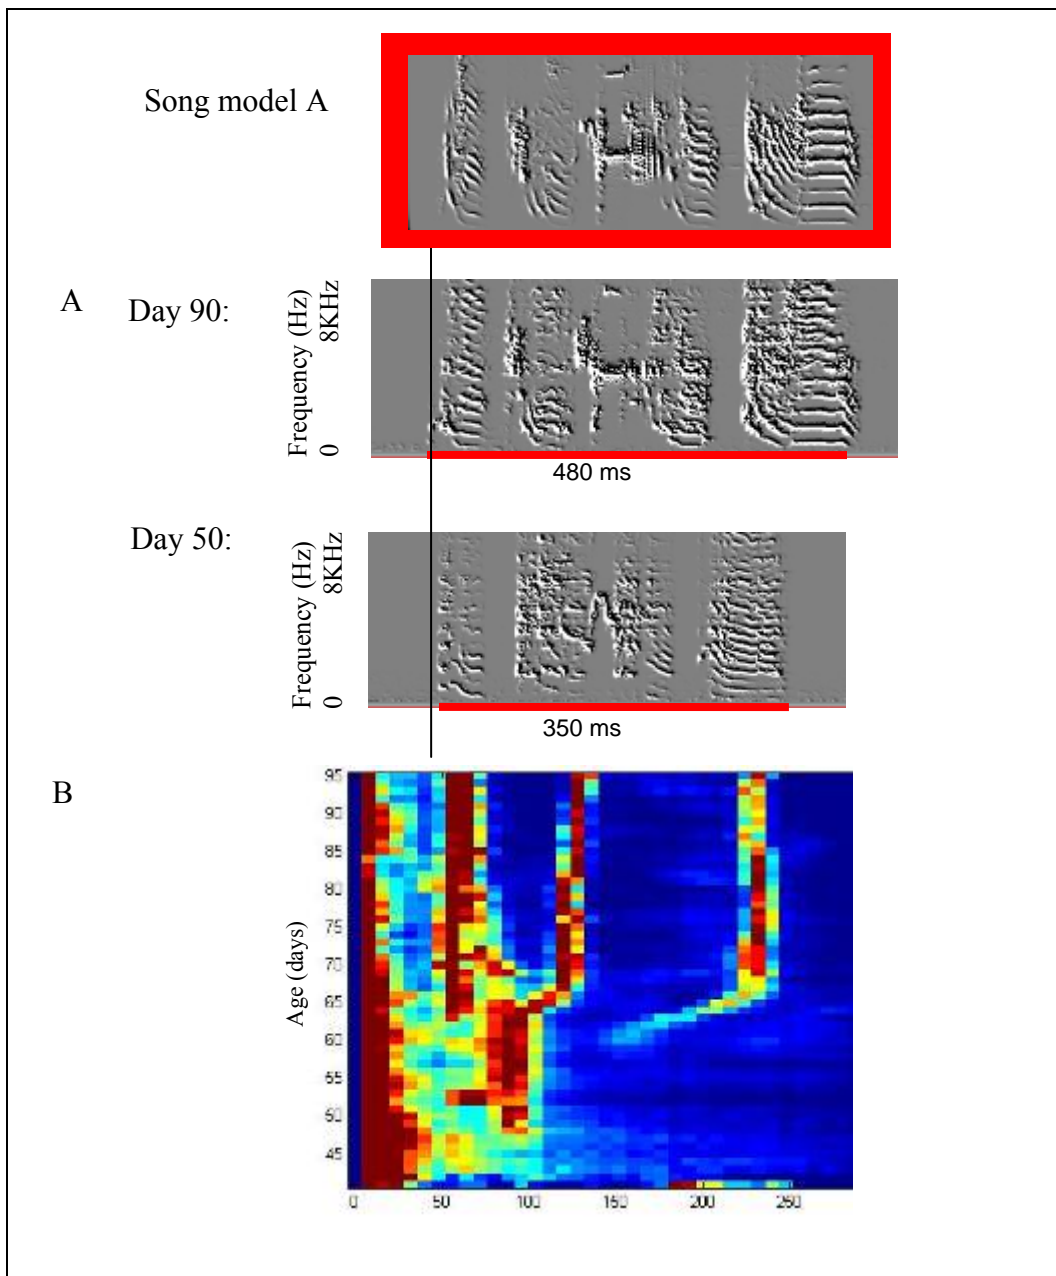 Song model A
A
Day 90:
Frequency (Hz)
0 8KHz
480 ms
Day 50:
Frequency (Hz)
0 8KHz
350 ms
B
Age (days)
95
90
85
80
75
70
65
60
55
50
45
0 50 100 150 200 250